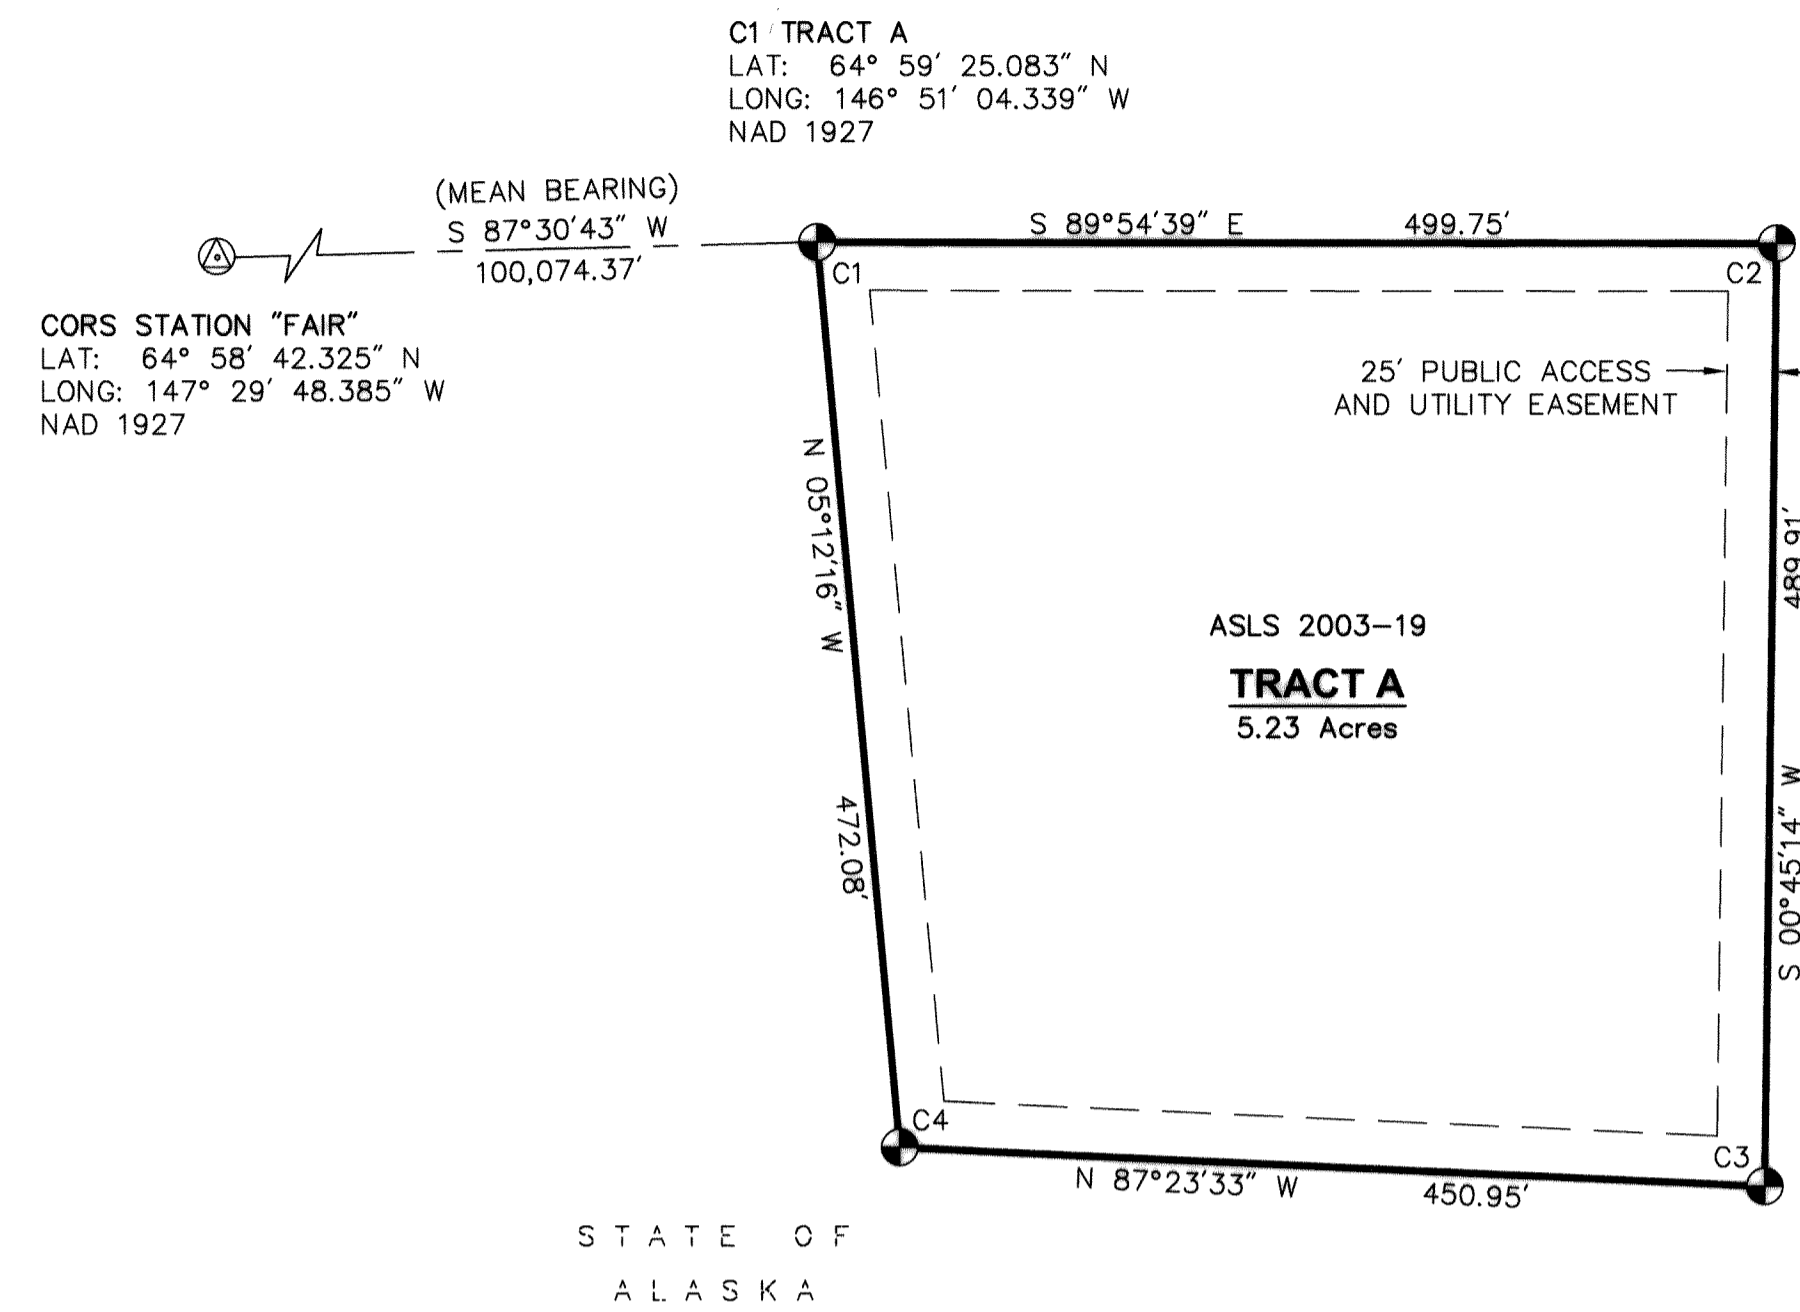 C1 TRACT A
LAT: 64° 59′ 25.083″ N
LONG: 146° 51′ 04.339″ W
NAD 1927
(MEAN BEARING)
S 87°30′43″ W
100,074.37′
S 89°54′39″ E 499.75′
C1
C2
CORS STATION ″FAIR″
LAT: 64° 58′ 42.325″ N
LONG: 147° 29′ 48.385″ W
NAD 1927
25′ PUBLIC ACCESS
AND UTILITY EASEMENT
N 05°12′16″ W 472.08′
489.91′
S 00°45′14″ W
ASLS 2003–19
TRACT A
5.23 Acres
C4
C3
N 87°23′33″ W 450.95′
STATE OF
ALASKA